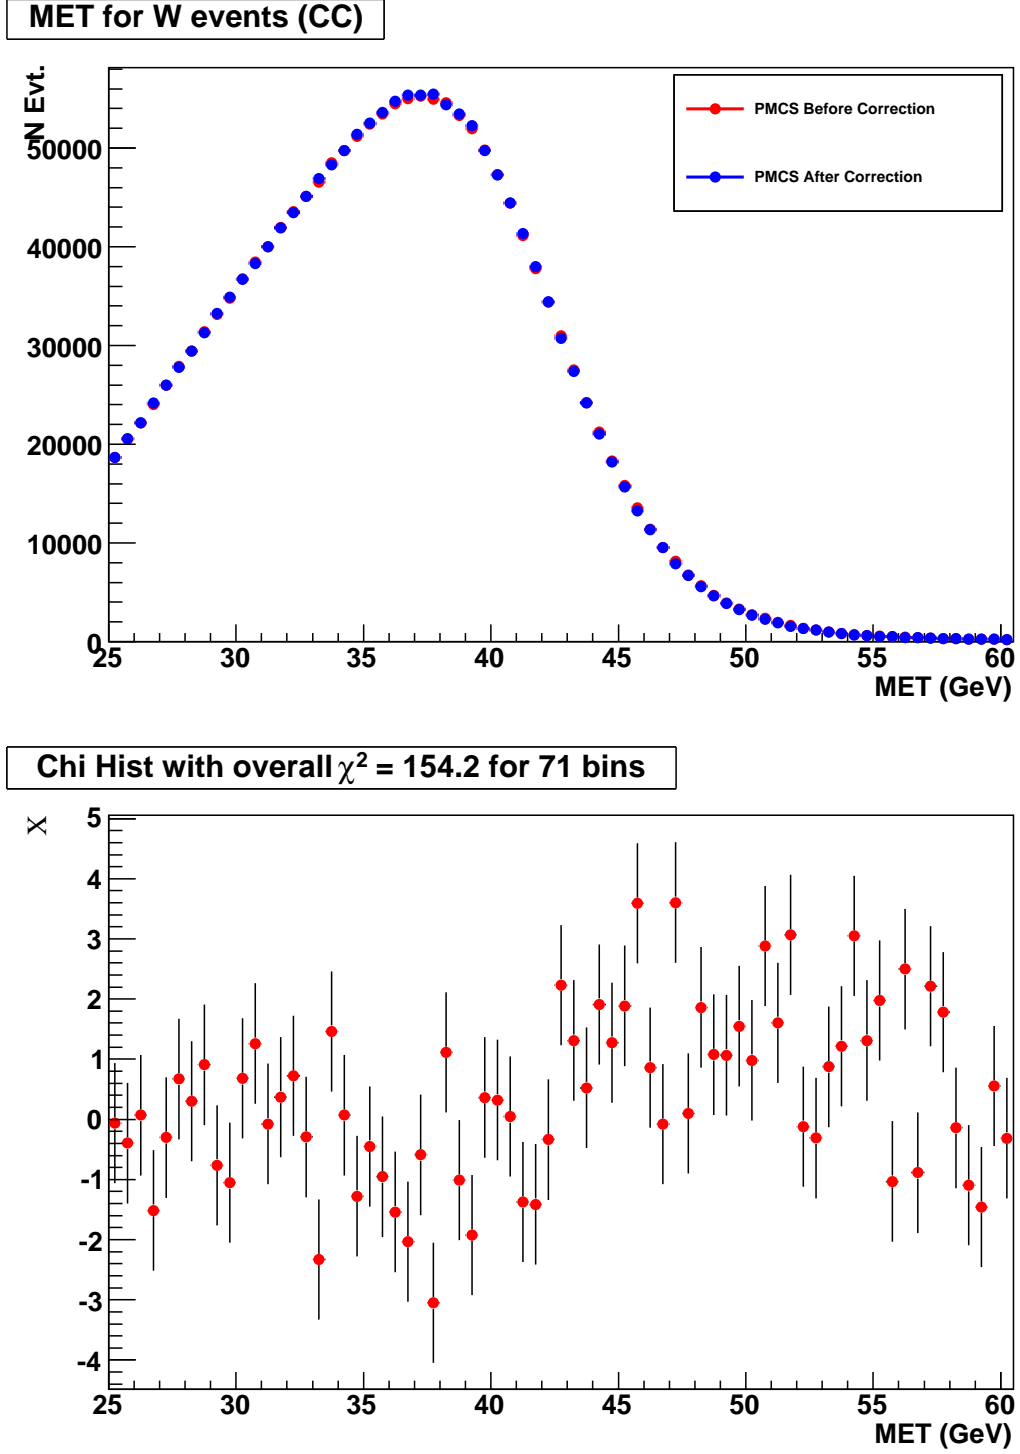 MET for W events (CC)
N Evt.
PMCS Before Correction
PMCS After Correction
50000
40000
30000
20000
10000
0
25 30 35 40 45 50 55 60
MET (GeV)
Chi Hist with overall χ² = 154.2 for 71 bins
χ
5
4
3
2
1
0
-1
-2
-3
-4
25 30 35 40 45 50 55 60
MET (GeV)